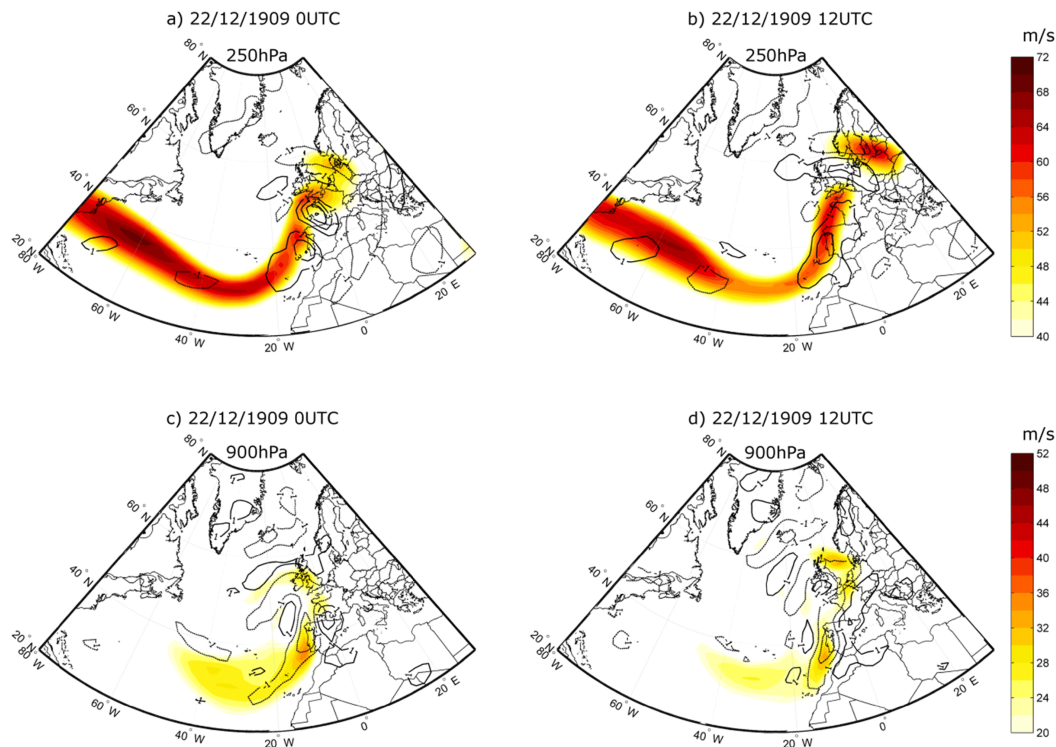 a) 22/12/1909 0UTC
250hPa
80° N
60° N
40° N
20° N
80° W
60° W
40° W
20° W
0°
20° E
b) 22/12/1909 12UTC
250hPa
80° N
60° N
40° N
20° N
80° W
60° W
40° W
20° W
0°
20° E
m/s
72
68
64
60
56
52
48
44
40
c) 22/12/1909 0UTC
900hPa
80° N
60° N
40° N
20° N
80° W
60° W
40° W
20° W
0°
20° E
d) 22/12/1909 12UTC
900hPa
80° N
60° N
40° N
20° N
80° W
60° W
40° W
20° W
0°
20° E
m/s
52
48
44
40
36
32
28
24
20